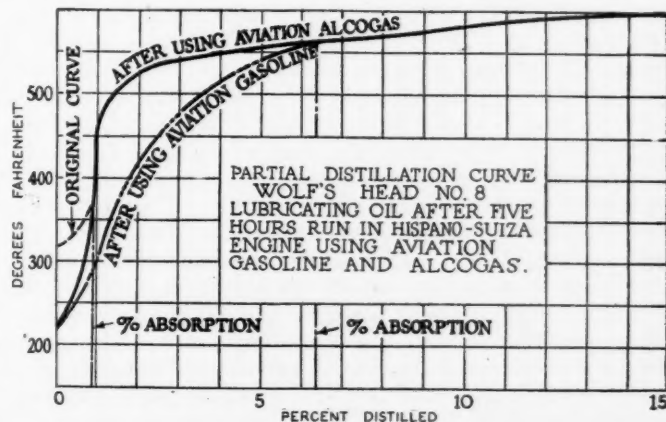 AFTER USING AVIATION ALCOGAS
AFTER USING AVIATION GASOLINE
ORIGINAL CURVE
DEGREES FAHRENHEIT
500
400
300
200
PARTIAL DISTILLATION CURVE
WOLF'S HEAD NO. 8
LUBRICATING OIL AFTER FIVE
HOURS RUN IN HISPANO-SUIZA
ENGINE USING AVIATION
GASOLINE AND ALCOGAS.
% ABSORPTION
% ABSORPTION
0 5 10 15
PERCENT DISTILLED